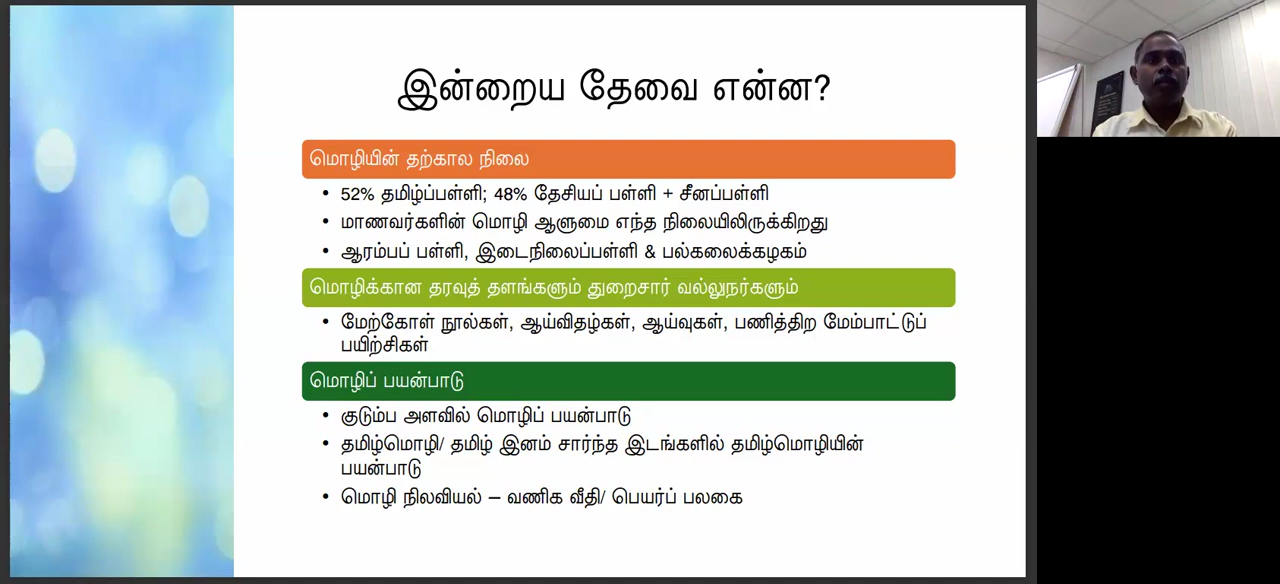 இன்றைய தேவை என்ன?
மொழியின் தற்கால நிலை
• 52% தமிழ்ப்பள்ளி; 48% தேசியப் பள்ளி + சீனப்பள்ளி
• மாணவர்களின் மொழி ஆளுமை எந்த நிலையிலிருக்கிறது
• ஆரம்பப் பள்ளி, இடைநிலைப்பள்ளி & பல்கலைக்கழகம்
மொழிக்கான தரவுத் தளங்களும் துறைசார் வல்லுநர்களும்
• மேற்கோள் நூல்கள், ஆய்விதழ்கள், ஆய்வுகள், பணித்திற மேம்பாட்டுப்
பயிற்சிகள்
மொழிப் பயன்பாடு
• குடும்ப அளவில் மொழிப் பயன்பாடு
• தமிழ்மொழி/ தமிழ் இனம் சார்ந்த இடங்களில் தமிழ்மொழியின்
பயன்பாடு
• மொழி நிலவியல் – வணிக வீதி/ பெயர்ப் பலகை